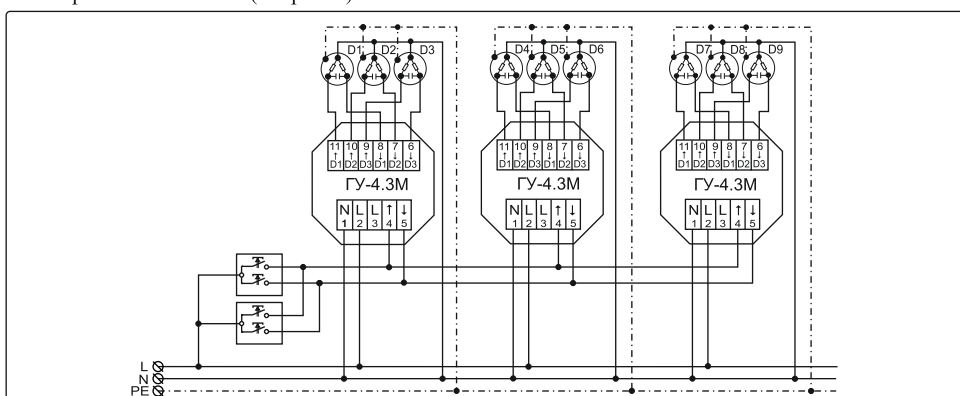 D1 D2 D3 D4 D5 D6 D7 D8 D9
11 10 9 8 7 6 11 10 9 8 7 6 11 10 9 8 7 6
↑ ↑ ↑ ↓ ↓ ↓ ↑ ↑ ↑ ↓ ↓ ↓ ↑ ↑ ↑ ↓ ↓ ↓
D1 D2 D3 D1 D2 D3 D1 D2 D3 D1 D2 D3 D1 D2 D3 D1 D2 D3
ГУ-4.3М ГУ-4.3М ГУ-4.3М
N L L ↑ ↓ N L L ↑ ↓ N L L ↑ ↓
1 2 3 4 5 1 2 3 4 5 1 2 3 4 5
L
N
PE